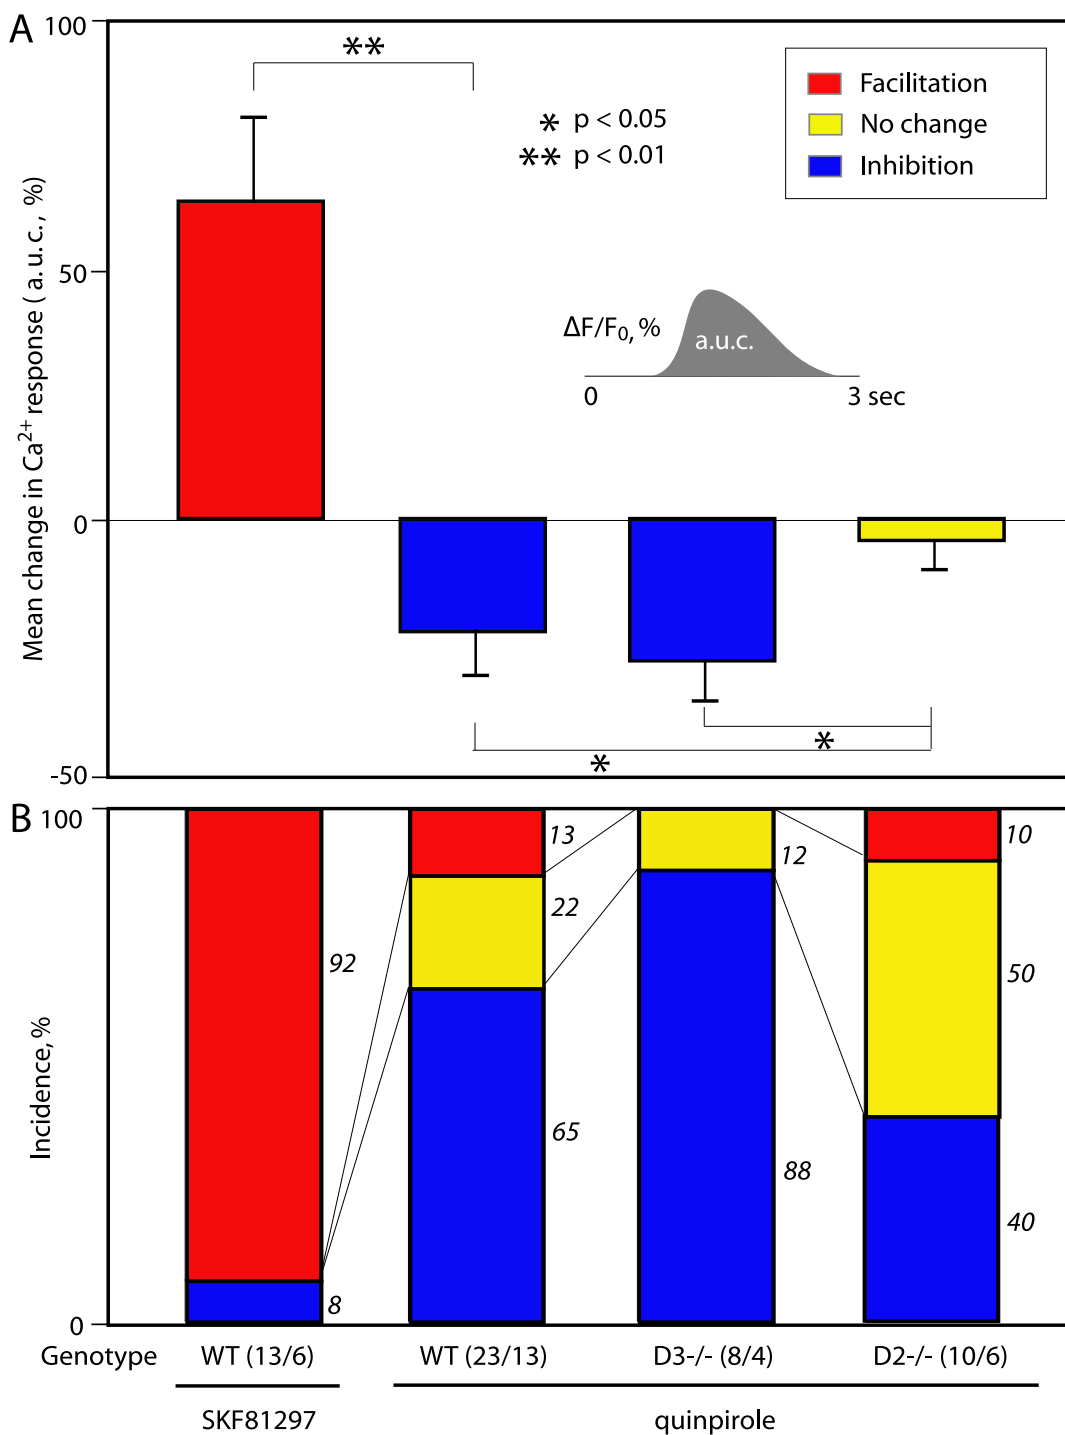 A
100
**
Facilitation
No change
Inhibition
* p < 0.05
** p < 0.01
Mean change in Ca²⁺ response ( a. u. c. , %)
50
ΔF/F₀, %
a.u.c.
0
3 sec
0
*
*
-50
B
100
13
10
12
22
92
50
Incidence, %
65
88
40
8
0
Genotype
WT (13/6)
WT (23/13)
D3-/- (8/4)
D2-/- (10/6)
SKF81297
quinpirole